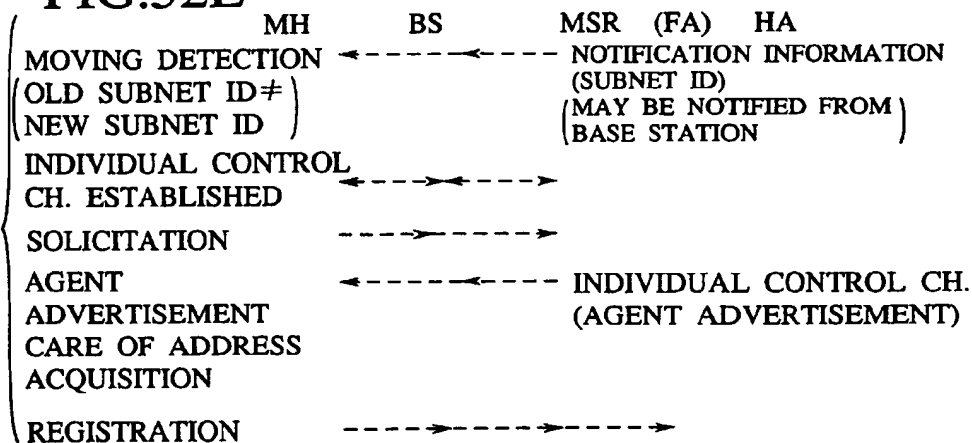 FIG.52E
MH BS MSR (FA) HA
MOVING DETECTION NOTIFICATION INFORMATION
(OLD SUBNET ID≠ (SUBNET ID)
NEW SUBNET ID) (MAY BE NOTIFIED FROM
BASE STATION)
INDIVIDUAL CONTROL
CH. ESTABLISHED
SOLICITATION
AGENT INDIVIDUAL CONTROL CH.
ADVERTISEMENT (AGENT ADVERTISEMENT)
CARE OF ADDRESS
ACQUISITION
REGISTRATION